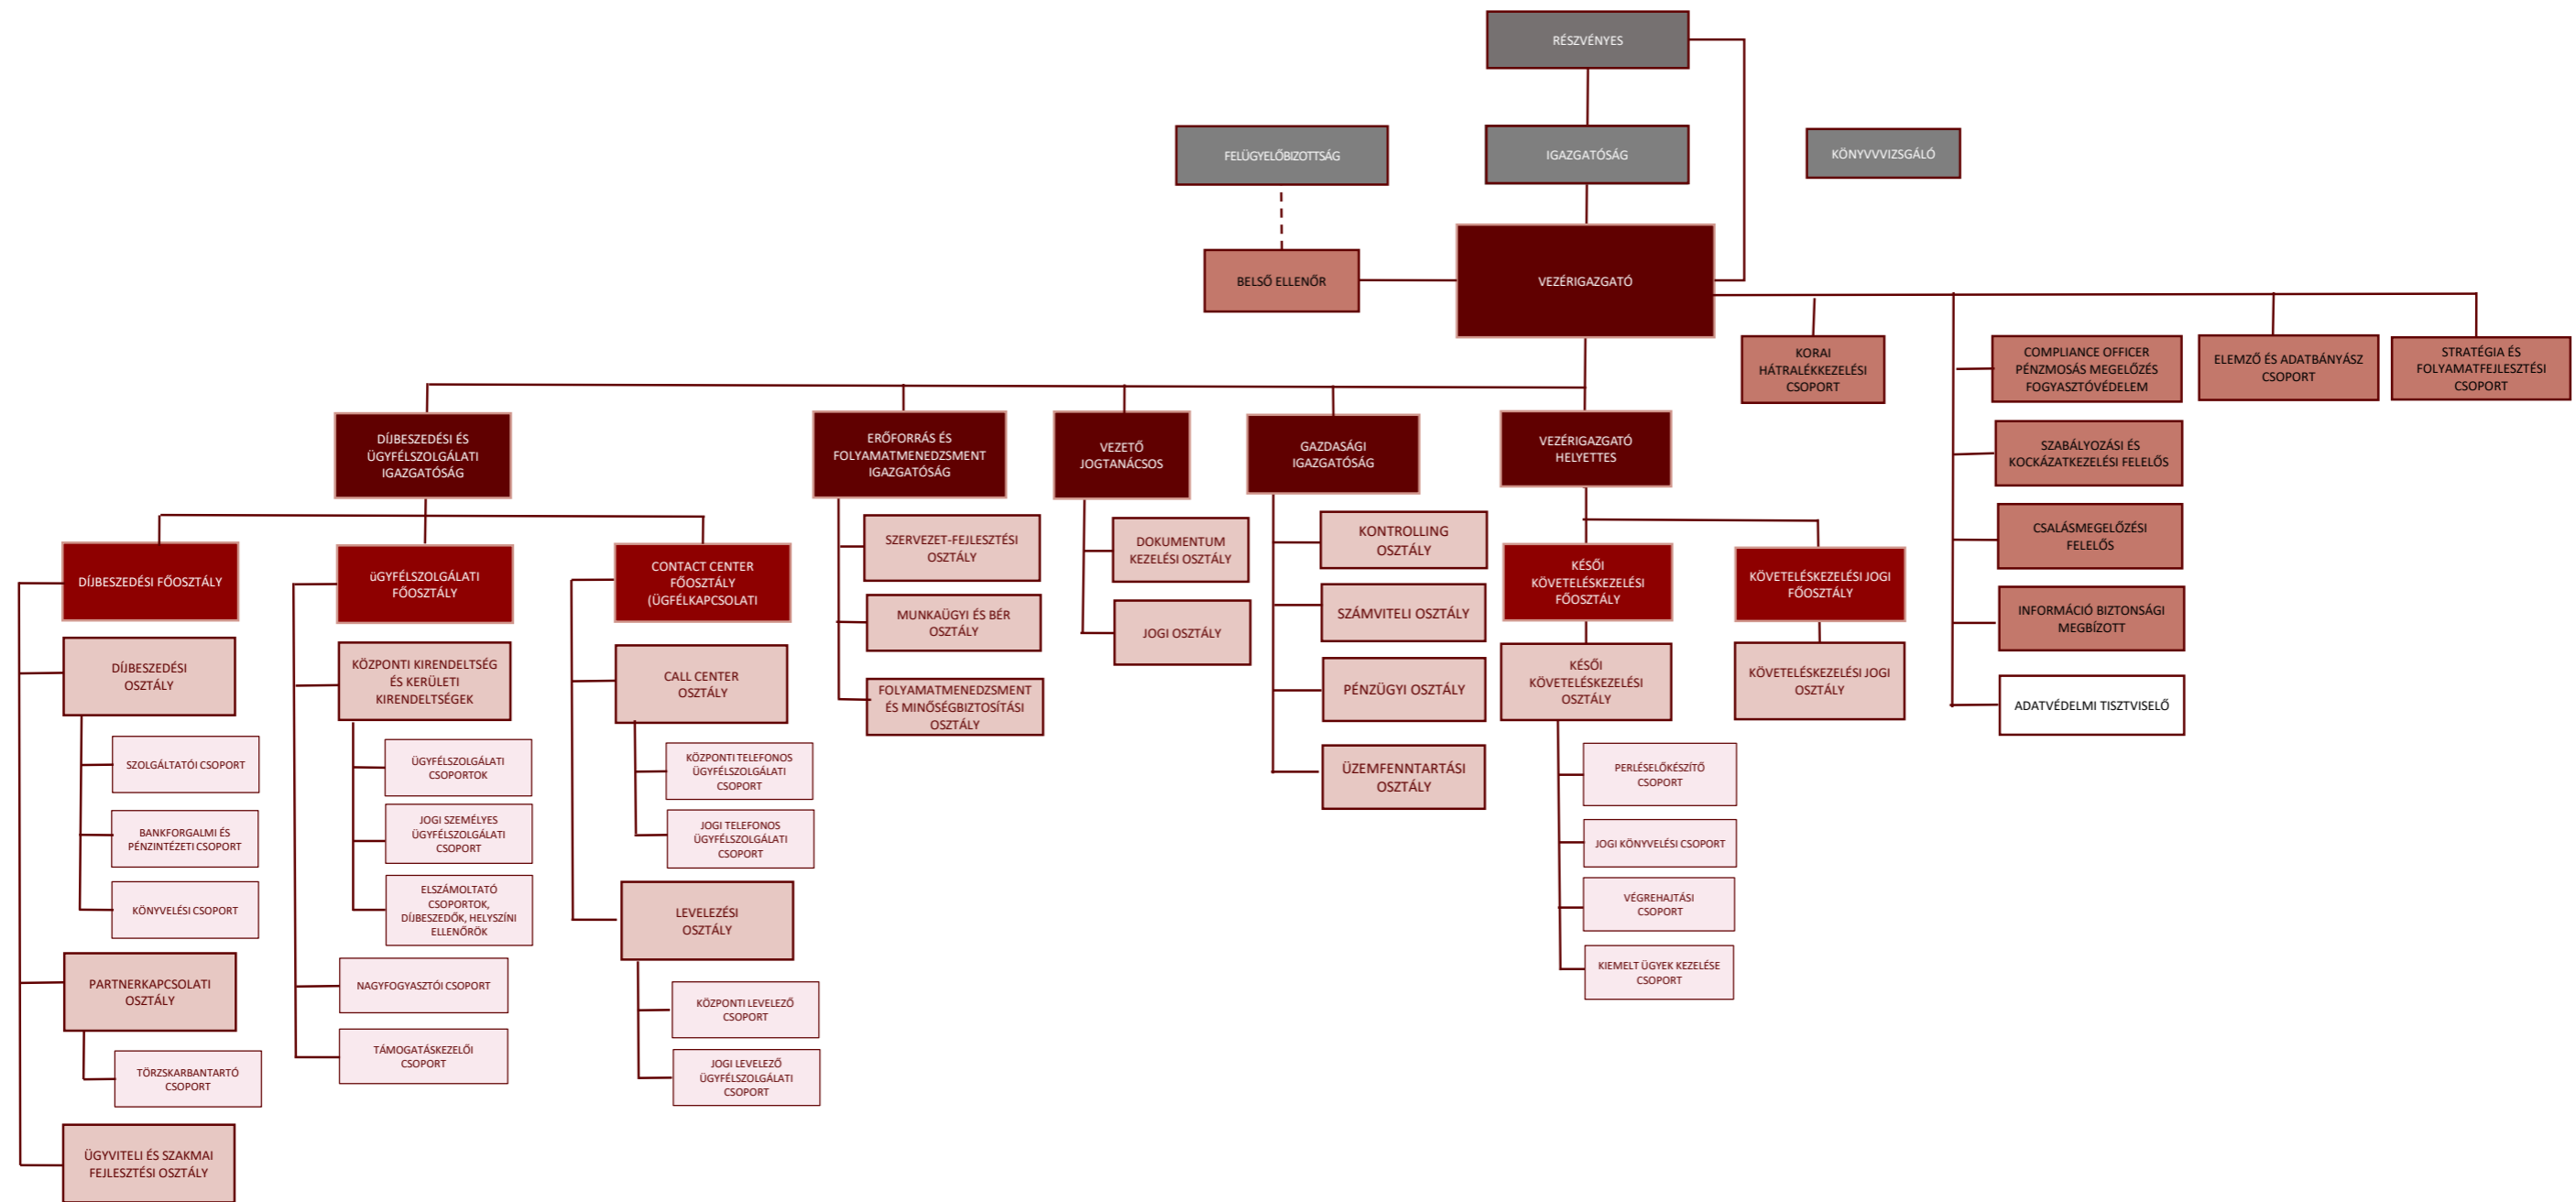 RÉSZVÉNYES
FELÜGYELŐBIZOTTSÁG
IGAZGATÓSÁG
KÖNYVVVIZSGÁLÓ
BELSŐ ELLENŐR
VEZÉRIGAZGATÓ
KORAI
HÁTRALÉKKEZELÉSI
CSOPORT
COMPLIANCE OFFICER
PÉNZMOSÁS MEGELŐZÉS
FOGYASZTÓVÉDELEM
ELEMZŐ ÉS ADATBÁNYÁSZ
CSOPORT
STRATÉGIA ÉS
FOLYAMATFEJLESZTÉSI
CSOPORT
SZABÁLYOZÁSI ÉS
KOCKÁZATKEZELÉSI FELELŐS
CSALÁSMEGELŐZÉSI
FELELŐS
INFORMÁCIÓ BIZTONSÁGI
MEGBÍZOTT
ADATVÉDELMI TISZTVISELŐ
DÍJBESZEDÉSI ÉS
ÜGYFÉLSZOLGÁLATI
IGAZGATÓSÁG
ERŐFORRÁS ÉS
FOLYAMATMENEDZSMENT
IGAZGATÓSÁG
VEZETŐ
JOGTANÁCSOS
GAZDASÁGI
IGAZGATÓSÁG
VEZÉRIGAZGATÓ
HELYETTES
DÍJBESZEDÉSI FŐOSZTÁLY
DÍJBESZEDÉSI
OSZTÁLY
SZOLGÁLTATÓI CSOPORT
BANKFORGALMI ÉS
PÉNZINTÉZETI CSOPORT
KÖNYVELÉSI CSOPORT
PARTNERKAPCSOLATI
OSZTÁLY
TÖRZSKARBANTARTÓ
CSOPORT
ÜGYVITELI ÉS SZAKMAI
FEJLESZTÉSI OSZTÁLY
üGYFÉLSZOLGÁLATI
FŐOSZTÁLY
KÖZPONTI KIRENDELTSÉG
ÉS KERÜLETI
KIRENDELTSÉGEK
ÜGYFÉLSZOLGÁLATI
CSOPORTOK
JOGI SZEMÉLYES
ÜGYFÉLSZOLGÁLATI
CSOPORT
ELSZÁMOLTATÓ
CSOPORTOK,
DÍJBESZEDŐK, HELYSZÍNI
ELLENŐRÖK
NAGYFOGYASZTÓI CSOPORT
TÁMOGATÁSKEZELŐI
CSOPORT
CONTACT CENTER
FŐOSZTÁLY
(ÜGFÉLKAPCSOLATI
CALL CENTER
OSZTÁLY
KÖZPONTI TELEFONOS
ÜGYFÉLSZOLGÁLATI
CSOPORT
JOGI TELEFONOS
ÜGYFÉLSZOLGÁLATI
CSOPORT
LEVELEZÉSI
OSZTÁLY
KÖZPONTI LEVELEZŐ
CSOPORT
JOGI LEVELEZŐ
ÜGYFÉLSZOLGÁLATI
CSOPORT
SZERVEZET-FEJLESZTÉSI
OSZTÁLY
MUNKAÜGYI ÉS BÉR
OSZTÁLY
FOLYAMATMENEDZSMENT
ÉS MINŐSÉGBIZTOSÍTÁSI
OSZTÁLY
DOKUMENTUM
KEZELÉSI OSZTÁLY
JOGI OSZTÁLY
KONTROLLING
OSZTÁLY
SZÁMVITELI OSZTÁLY
PÉNZÜGYI OSZTÁLY
ÜZEMFENNTARTÁSI
OSZTÁLY
KÉSŐI
KÖVETELÉSKEZELÉSI
FŐOSZTÁLY
KÉSŐI
KÖVETELÉSKEZELÉSI
OSZTÁLY
PERLÉSELŐKÉSZÍTŐ
CSOPORT
JOGI KÖNYVELÉSI CSOPORT
VÉGREHAJTÁSI
CSOPORT
KIEMELT ÜGYEK KEZELÉSE
CSOPORT
KÖVETELÉSKEZELÉSI JOGI
FŐOSZTÁLY
KÖVETELÉSKEZELÉSI JOGI
OSZTÁLY